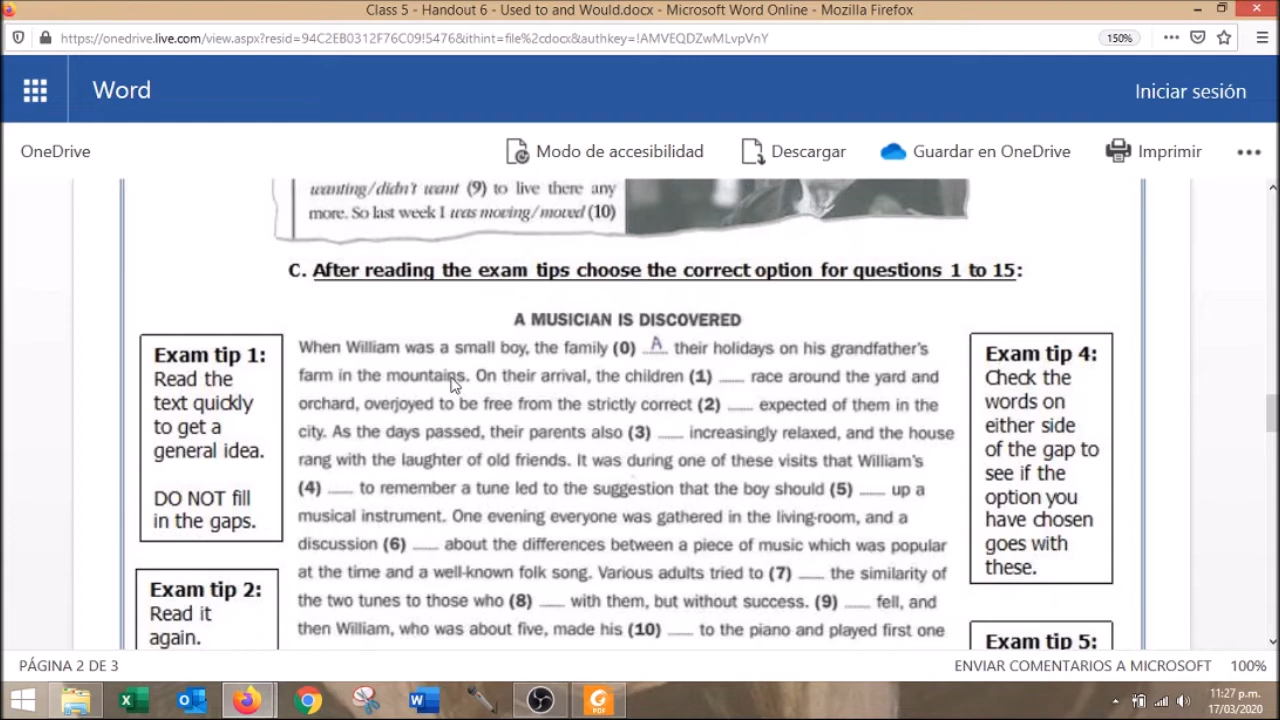 Class 5 - Handout 6 - Used to and Would.docx - Microsoft Word Online - Mozilla Firefox
https://onedrive.live.com/view.aspx?resid=94C2EB0312F76C09!5476&ithint=file%2cdocx&authkey=!AMVEQDZwMLvpVnY
150%
Word
Iniciar sesión
OneDrive
Modo de accesibilidad
Descargar
Guardar en OneDrive
Imprimir
wanting/didn't want (9) to live there any
more. So last week I was moving/moved (10)
C. After reading the exam tips choose the correct option for questions 1 to 15:
A MUSICIAN IS DISCOVERED
Exam tip 1:
Read the
text quickly
to get a
general idea.
DO NOT fill
in the gaps.
Exam tip 2:
Read it
again.
When William was a small boy, the family (0) A their holidays on his grandfather's
farm in the mountains. On their arrival, the children (1) ____ race around the yard and
orchard, overjoyed to be free from the strictly correct (2) ____ expected of them in the
city. As the days passed, their parents also (3) ____ increasingly relaxed, and the house
rang with the laughter of old friends. It was during one of these visits that William's
(4) ____ to remember a tune led to the suggestion that the boy should (5) ____ up a
musical instrument. One evening everyone was gathered in the living-room, and a
discussion (6) ____ about the differences between a piece of music which was popular
at the time and a well-known folk song. Various adults tried to (7) ____ the similarity of
the two tunes to those who (8) ____ with them, but without success. (9) ____ fell, and
then William, who was about five, made his (10) ____ to the piano and played first one
Exam tip 4:
Check the
words on
either side
of the gap to
see if the
option you
have chosen
goes with
these.
Exam tip 5:
PÁGINA 2 DE 3
ENVIAR COMENTARIOS A MICROSOFT
100%
11:27 p.m.
17/03/2020